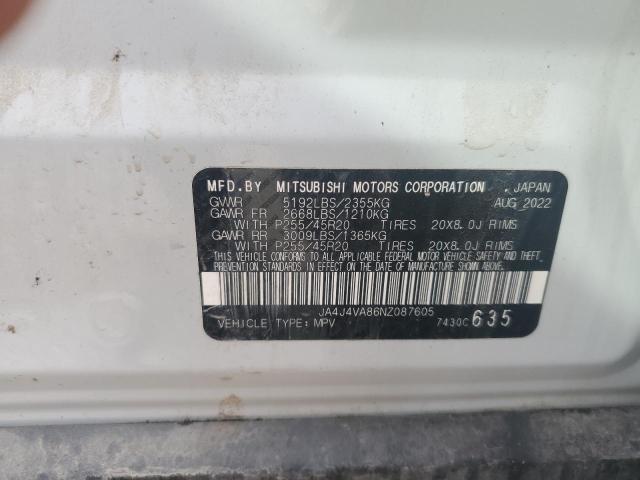 MFD.BY MITSUBISHI MOTORS CORPORATION , JAPAN
GVWR 5192LBS/2355KG AUG 2022
GAWR FR 2668LBS/1210KG
WITH P255/45R20 TIRES 20X8.0J RIMS
GAWR RR 3009LBS/1365KG
WITH P255/45R20 TIRES 20X8.0J RIMS
THIS VEHICLE CONFORMS TO ALL APPLICABLE FEDERAL MOTOR VEHICLE SAFETY AND THEFT
PREVENTION STANDARDS IN EFFECT ON THE DATE OF MANUFACTURE SHOWN ABOVE.
JA4J4VA86NZ087605
VEHICLE TYPE: MPV 7430C 635